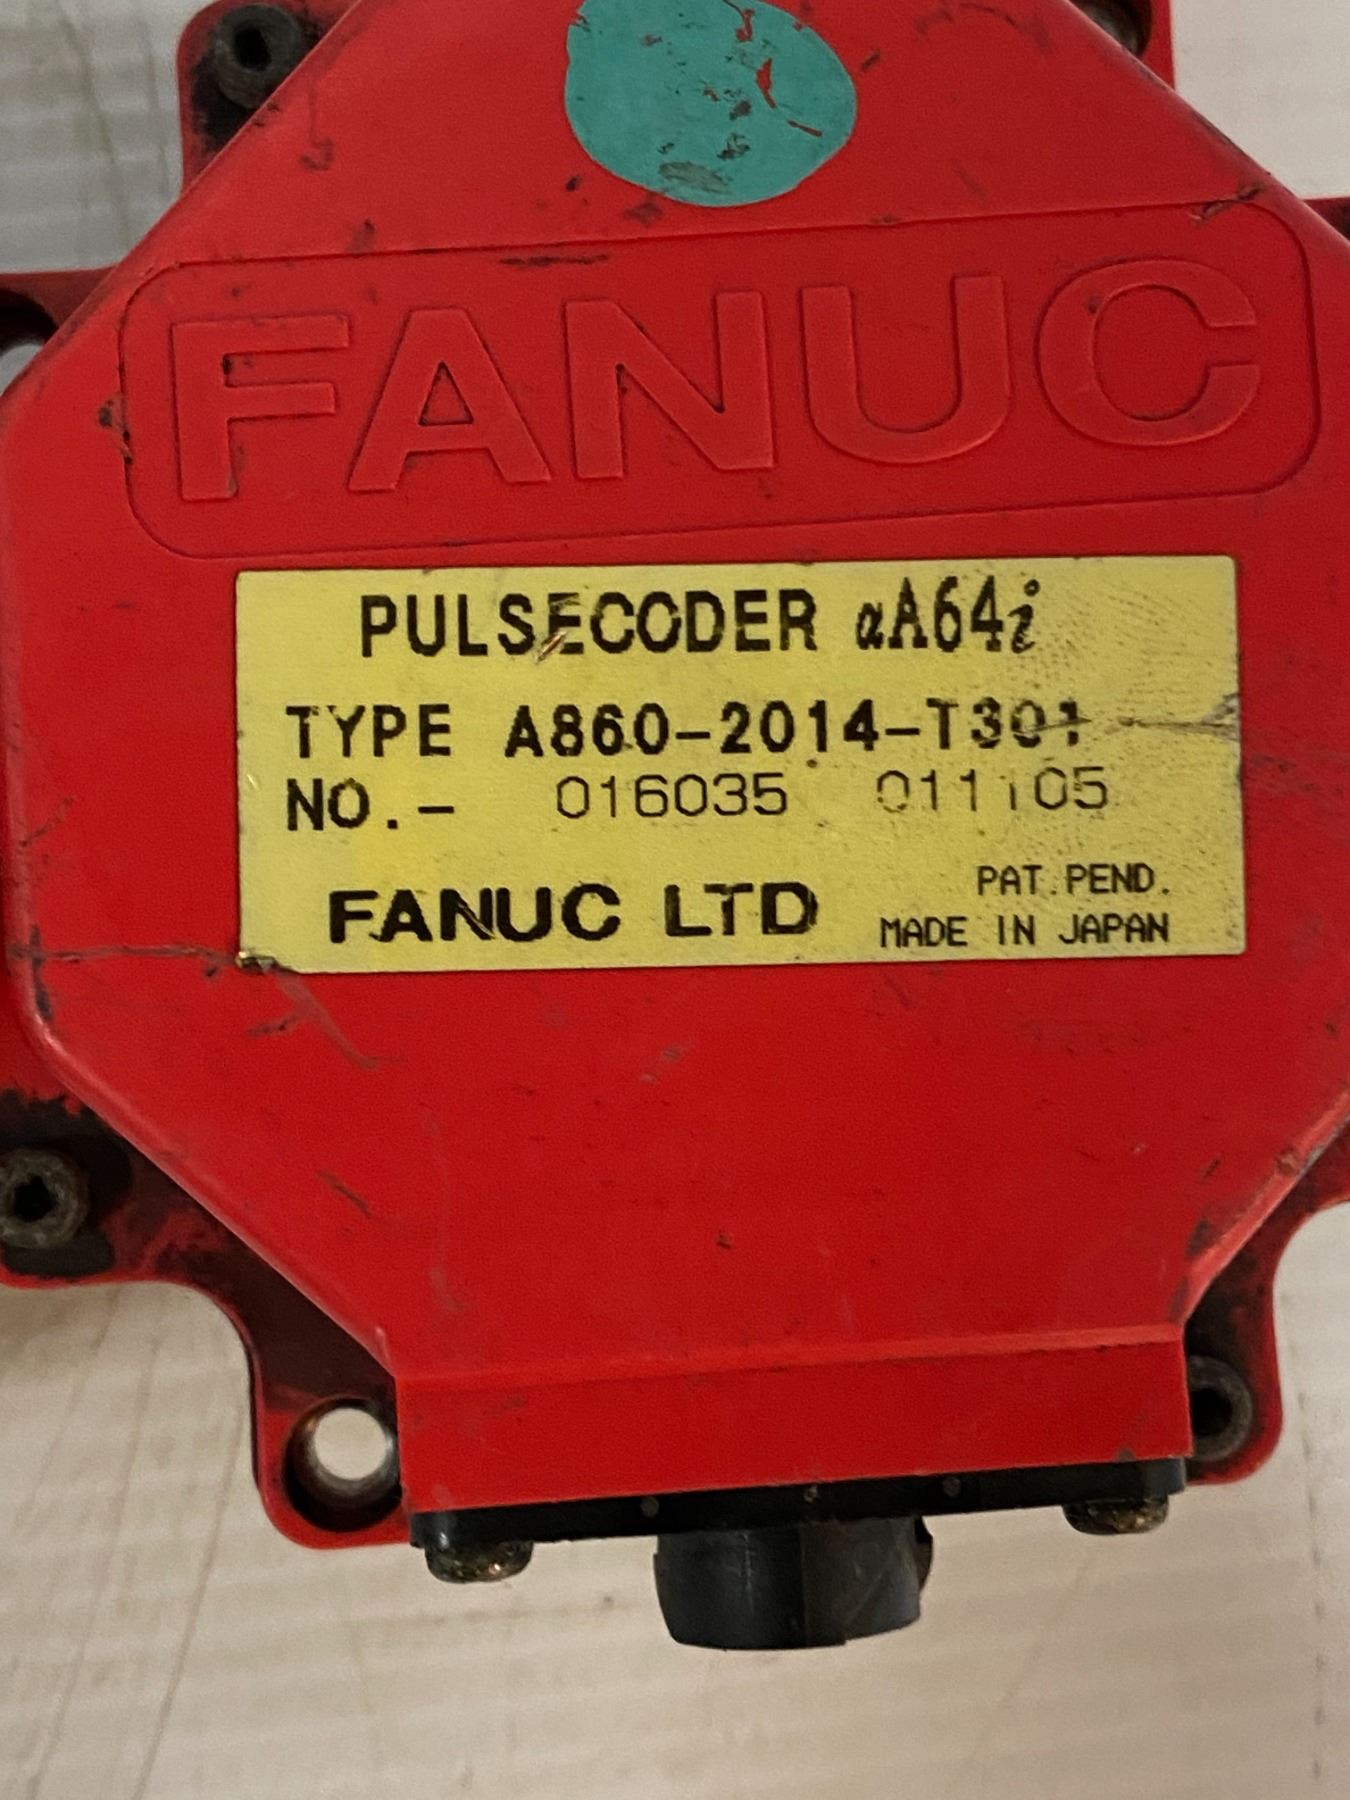 FANUC
PULSECODER αA64i
TYPE A860-2014-T301
NO.- 016035 011105
FANUC LTD
PAT.PEND.
MADE IN JAPAN